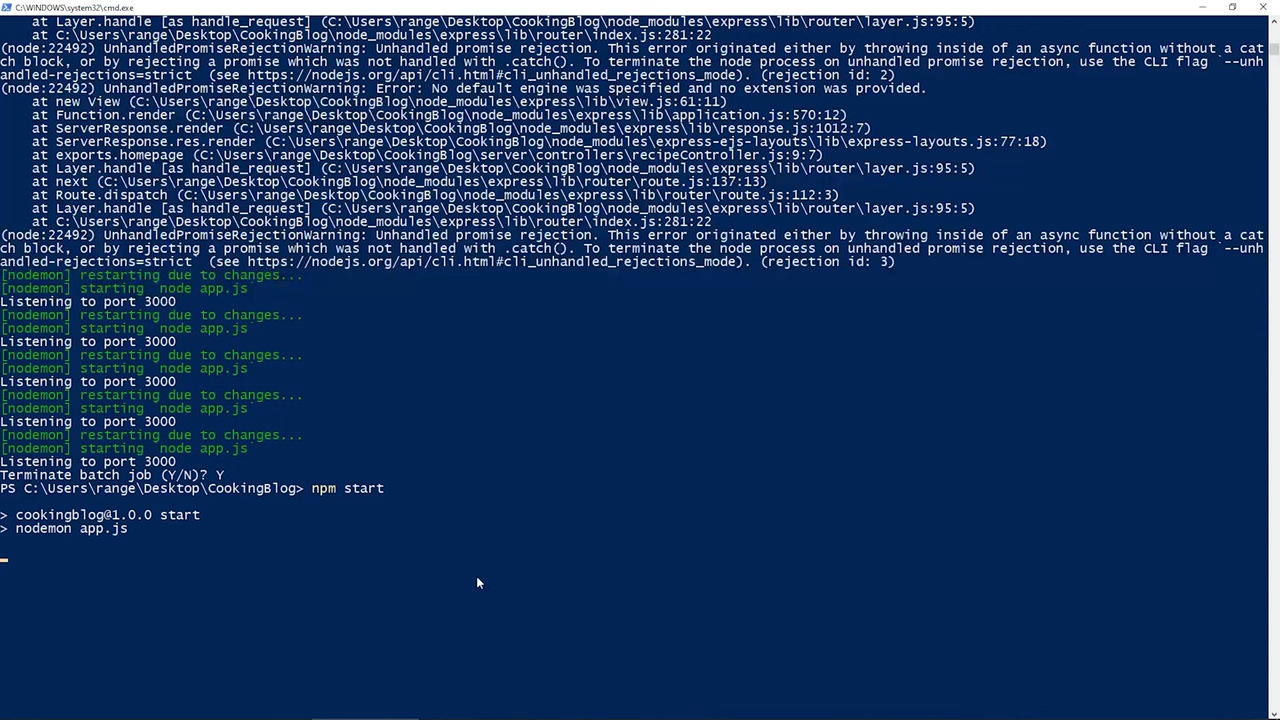 C:\WINDOWS\system32\cmd.exe
at Layer.handle [as handle_request] (C:\Users\range\Desktop\CookingBlog\node_modules\express\lib\router\layer.js:95:5)
at C:\Users\range\Desktop\CookingBlog\node_modules\express\lib\router\index.js:281:22
(node:22492) UnhandledPromiseRejectionWarning: Unhandled promise rejection. This error originated either by throwing inside of an async function without a cat
ch block, or by rejecting a promise which was not handled with .catch(). To terminate the node process on unhandled promise rejection, use the CLI flag `--unh
andled-rejections=strict` (see https://nodejs.org/api/cli.html#cli_unhandled_rejections_mode). (rejection id: 2)
(node:22492) UnhandledPromiseRejectionWarning: Error: No default engine was specified and no extension was provided.
at new View (C:\Users\range\Desktop\CookingBlog\node_modules\express\lib\view.js:61:11)
at Function.render (C:\Users\range\Desktop\CookingBlog\node_modules\express\lib\application.js:570:12)
at ServerResponse.render (C:\Users\range\Desktop\CookingBlog\node_modules\express\lib\response.js:1012:7)
at ServerResponse.res.render (C:\Users\range\Desktop\CookingBlog\node_modules\express-ejs-layouts\lib\express-layouts.js:77:18)
at exports.homepage (C:\Users\range\Desktop\CookingBlog\server\controllers\recipeController.js:9:7)
at Layer.handle [as handle_request] (C:\Users\range\Desktop\CookingBlog\node_modules\express\lib\router\layer.js:95:5)
at next (C:\Users\range\Desktop\CookingBlog\node_modules\express\lib\router\route.js:137:13)
at Route.dispatch (C:\Users\range\Desktop\CookingBlog\node_modules\express\lib\router\route.js:112:3)
at Layer.handle [as handle_request] (C:\Users\range\Desktop\CookingBlog\node_modules\express\lib\router\layer.js:95:5)
at C:\Users\range\Desktop\CookingBlog\node_modules\express\lib\router\index.js:281:22
(node:22492) UnhandledPromiseRejectionWarning: Unhandled promise rejection. This error originated either by throwing inside of an async function without a cat
ch block, or by rejecting a promise which was not handled with .catch(). To terminate the node process on unhandled promise rejection, use the CLI flag `--unh
andled-rejections=strict` (see https://nodejs.org/api/cli.html#cli_unhandled_rejections_mode). (rejection id: 3)
[nodemon] restarting due to changes...
[nodemon] starting `node app.js`
Listening to port 3000
[nodemon] restarting due to changes...
[nodemon] starting `node app.js`
Listening to port 3000
[nodemon] restarting due to changes...
[nodemon] starting `node app.js`
Listening to port 3000
[nodemon] restarting due to changes...
[nodemon] starting `node app.js`
Listening to port 3000
[nodemon] restarting due to changes...
[nodemon] starting `node app.js`
Listening to port 3000
Terminate batch job (Y/N)? Y
PS C:\Users\range\Desktop\CookingBlog> npm start
> cookingblog@1.0.0 start
> nodemon app.js